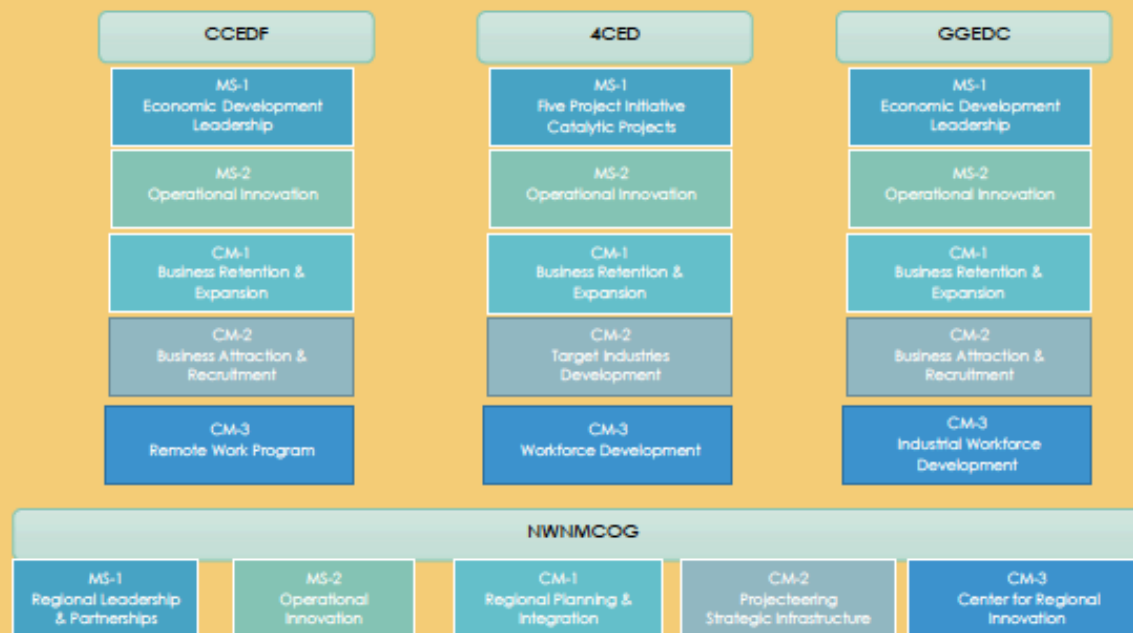 CCEDF
MS-1
Economic Development
Leadership
MS-2
Operational Innovation
CM-1
Business Retention &
Expansion
CM-2
Business Attraction &
Recruitment
CM-3
Remote Work Program
4CED
MS-1
Five Project Initiative
Catalytic Projects
MS-2
Operational Innovation
CM-1
Business Retention &
Expansion
CM-2
Target Industries
Development
CM-3
Workforce Development
GGEDC
MS-1
Economic Development
Leadership
MS-2
Operational Innovation
CM-1
Business Retention &
Expansion
CM-2
Business Attraction &
Recruitment
CM-3
Industrial Workforce
Development
NWNMCOG
MS-1
Regional Leadership
& Partnerships
MS-2
Operational
Innovation
CM-1
Regional Planning &
Integration
CM-2
Projecteering
Strategic Infrastructure
CM-3
Center for Regional
Innovation